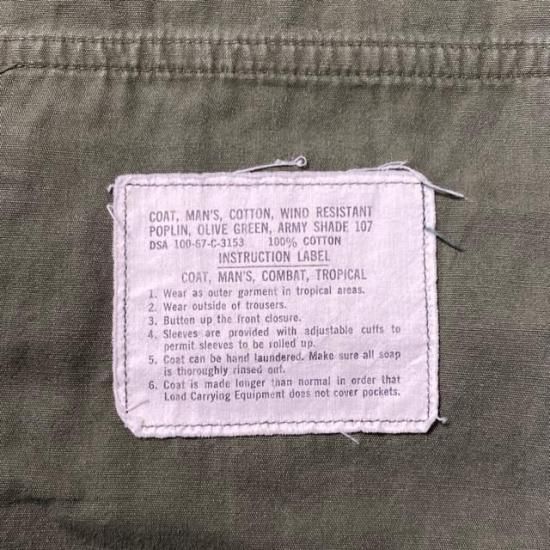 COAT, MAN'S, COTTON, WIND RESISTANT
POPLIN, OLIVE GREEN, ARMY SHADE 107
DSA 100-67-C-3153 100% COTTON
INSTRUCTION LABEL
COAT, MAN'S, COMBAT, TROPICAL
1. Wear as outer garment in tropical areas.
2. Wear outside of trousers.
3. Button up the front closure.
4. Sleeves are provided with adjustable cuffs to
permit sleeves to be rolled up.
5. Coat can be hand laundered. Make sure all soap
is thoroughly rinsed out.
6. Coat is made longer than normal in order that
Load Carrying Equipment does not cover pockets.